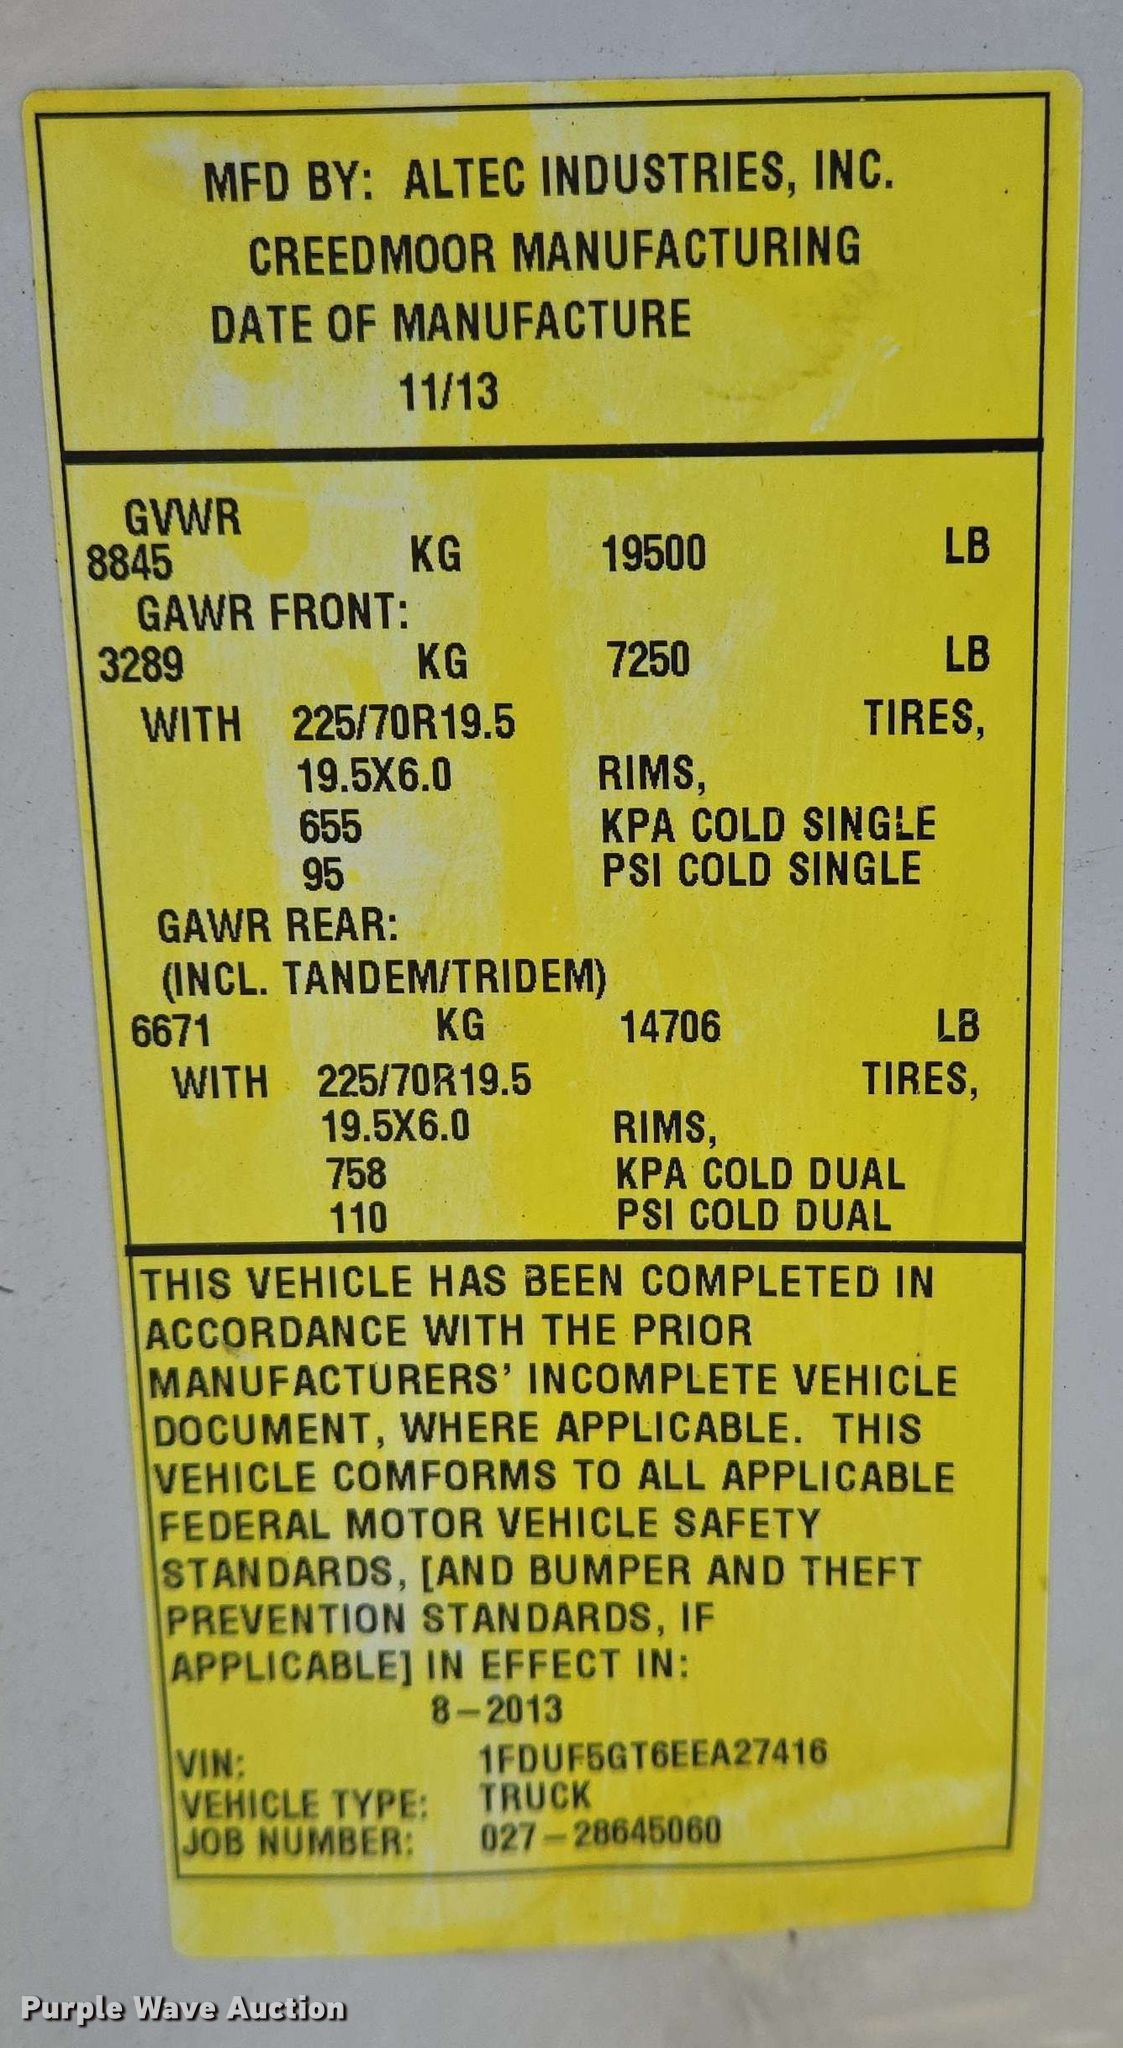 MFD BY: ALTEC INDUSTRIES, INC.
CREEDMOOR MANUFACTURING
DATE OF MANUFACTURE
11/13
GVWR
8845 KG 19500 LB
GAWR FRONT:
3289 KG 7250 LB
WITH 225/70R19.5 TIRES,
19.5X6.0 RIMS,
655 KPA COLD SINGLE
95 PSI COLD SINGLE
GAWR REAR:
(INCL. TANDEM/TRIDEM)
6671 KG 14706 LB
WITH 225/70R19.5 TIRES,
19.5X6.0 RIMS,
758 KPA COLD DUAL
110 PSI COLD DUAL
THIS VEHICLE HAS BEEN COMPLETED IN
ACCORDANCE WITH THE PRIOR
MANUFACTURERS' INCOMPLETE VEHICLE
DOCUMENT, WHERE APPLICABLE. THIS
VEHICLE COMFORMS TO ALL APPLICABLE
FEDERAL MOTOR VEHICLE SAFETY
STANDARDS, [AND BUMPER AND THEFT
PREVENTION STANDARDS, IF
APPLICABLE] IN EFFECT IN:
8-2013
VIN: 1FDUF5GT6EEA27416
VEHICLE TYPE: TRUCK
JOB NUMBER: 027-28645060
Purple Wave Auction